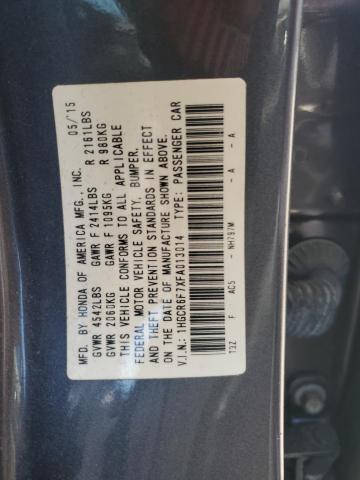 MFD. BY HONDA OF AMERICA MFG., INC. 05/'15
GVWR 4542LBS GAWR F 2414LBS R 2161LBS
GVWR 2060KG GAWR F 1095KG R 980KG
THIS VEHICLE CONFORMS TO ALL APPLICABLE
FEDERAL MOTOR VEHICLE SAFETY, BUMPER,
AND THEFT PREVENTION STANDARDS IN EFFECT
ON THE DATE OF MANUFACTURE SHOWN ABOVE.
V.I.N.: 1HGCR6F7XFA013014 TYPE: PASSENGER CAR
T3Z F AC5 - NH797M - A - A